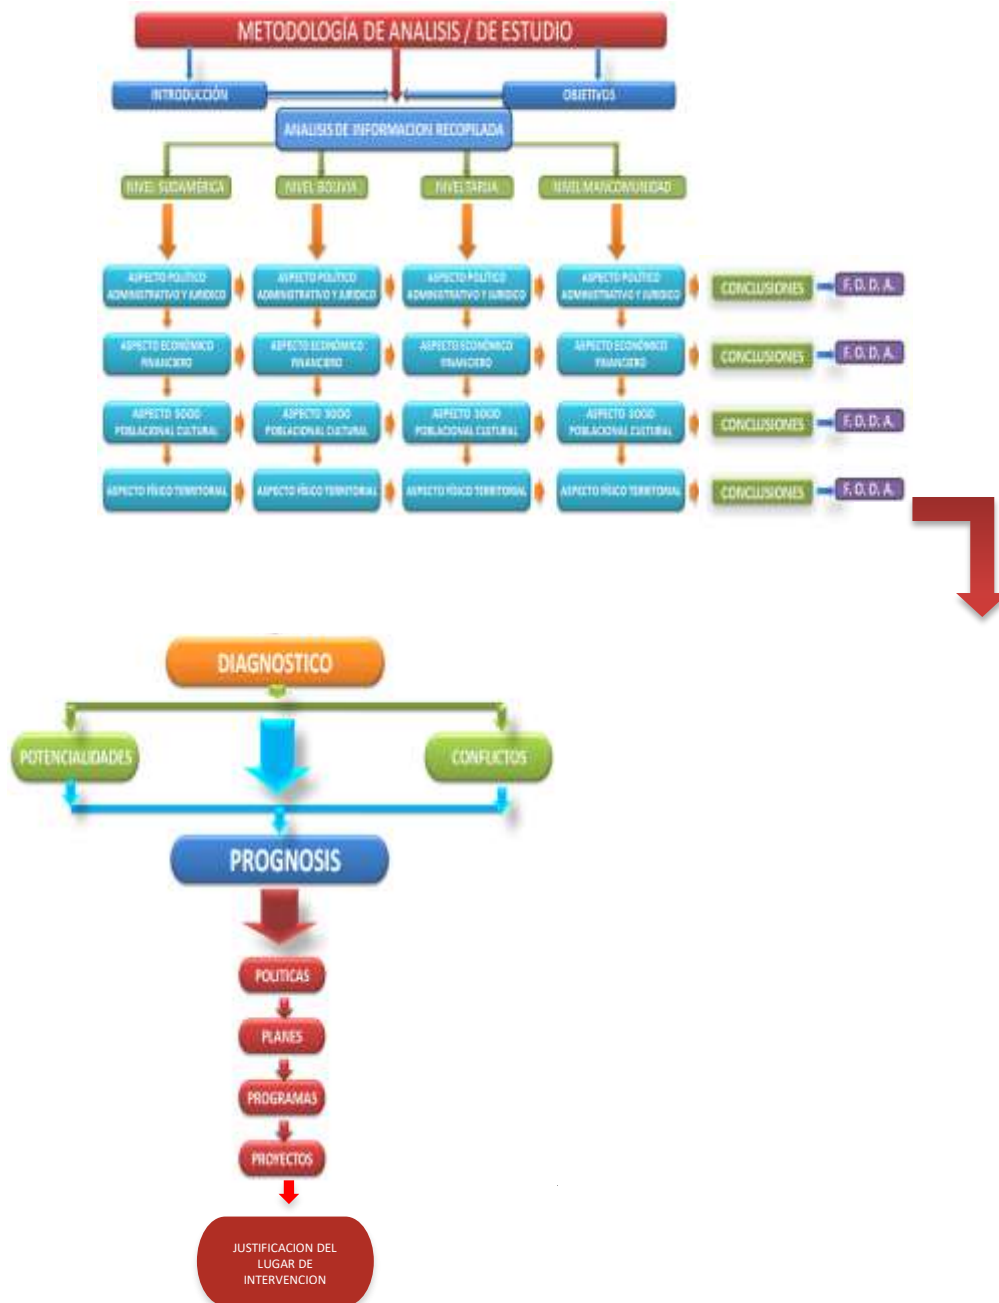 METODOLOGÍA DE ANALISIS / DE ESTUDIO
INTRODUCCIÓN
OBJETIVOS
ANALISIS DE INFORMACION RECOPILADA
NIVEL SUDAMÉRICA
NIVEL BOLIVIA
NIVEL TARIJA
NIVEL MANCOMUNIDAD
ASPECTO POLÍTICO
ADMINISTRATIVO Y JURIDICO
ASPECTO POLÍTICO
ADMINISTRATIVO Y JURIDICO
ASPECTO POLÍTICO
ADMINISTRATIVO Y JURIDICO
ASPECTO POLÍTICO
ADMINISTRATIVO Y JURIDICO
CONCLUSIONES
F. O. D. A.
ASPECTO ECONÓMICO
FINANCIERO
ASPECTO ECONÓMICO
FINANCIERO
ASPECTO ECONÓMICO
FINANCIERO
ASPECTO ECONÓMICO
FINANCIERO
CONCLUSIONES
F. O. D. A.
ASPECTO SOCIO
POBLACIONAL CULTURAL
ASPECTO SOCIO
POBLACIONAL CULTURAL
ASPECTO SOCIO
POBLACIONAL CULTURAL
ASPECTO SOCIO
POBLACIONAL CULTURAL
CONCLUSIONES
F. O. D. A.
ASPECTO FÍSICO TERRITORIAL
ASPECTO FÍSICO TERRITORIAL
ASPECTO FÍSICO TERRITORIAL
ASPECTO FÍSICO TERRITORIAL
CONCLUSIONES
F. O. D. A.
DIAGNOSTICO
POTENCIALIDADES
CONFLICTOS
PROGNOSIS
POLITICAS
PLANES
PROGRAMAS
PROYECTOS
JUSTIFICACION DEL
LUGAR DE
INTERVENCION